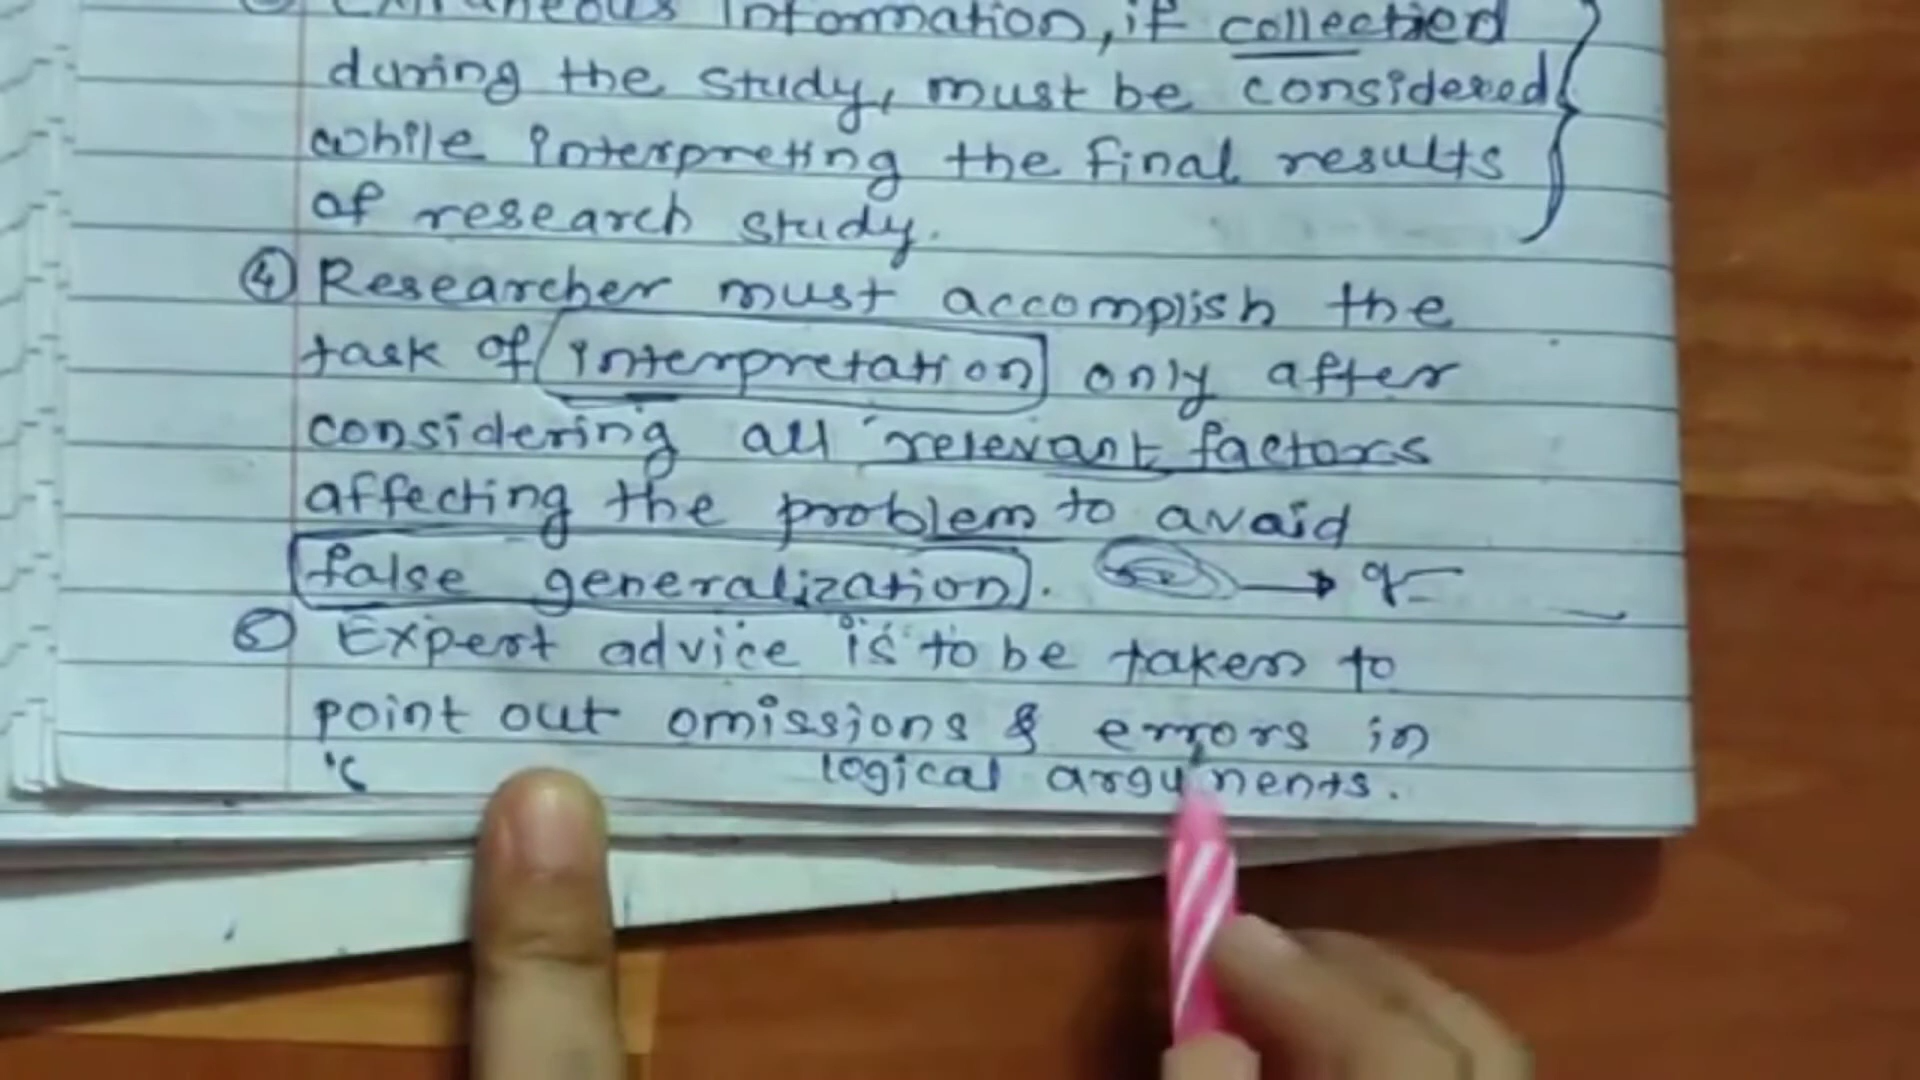 Extraneous information, if collectied
during the study, must be considered
while interpreting the final results
of research study.
④ Researcher must accomplish the
task of interpretation only after
considering all relevant factors
affecting the problem to avoid
false generalization.
⑤ Expert advice is to be taken to
point out omissions & errors in
logical arguments.